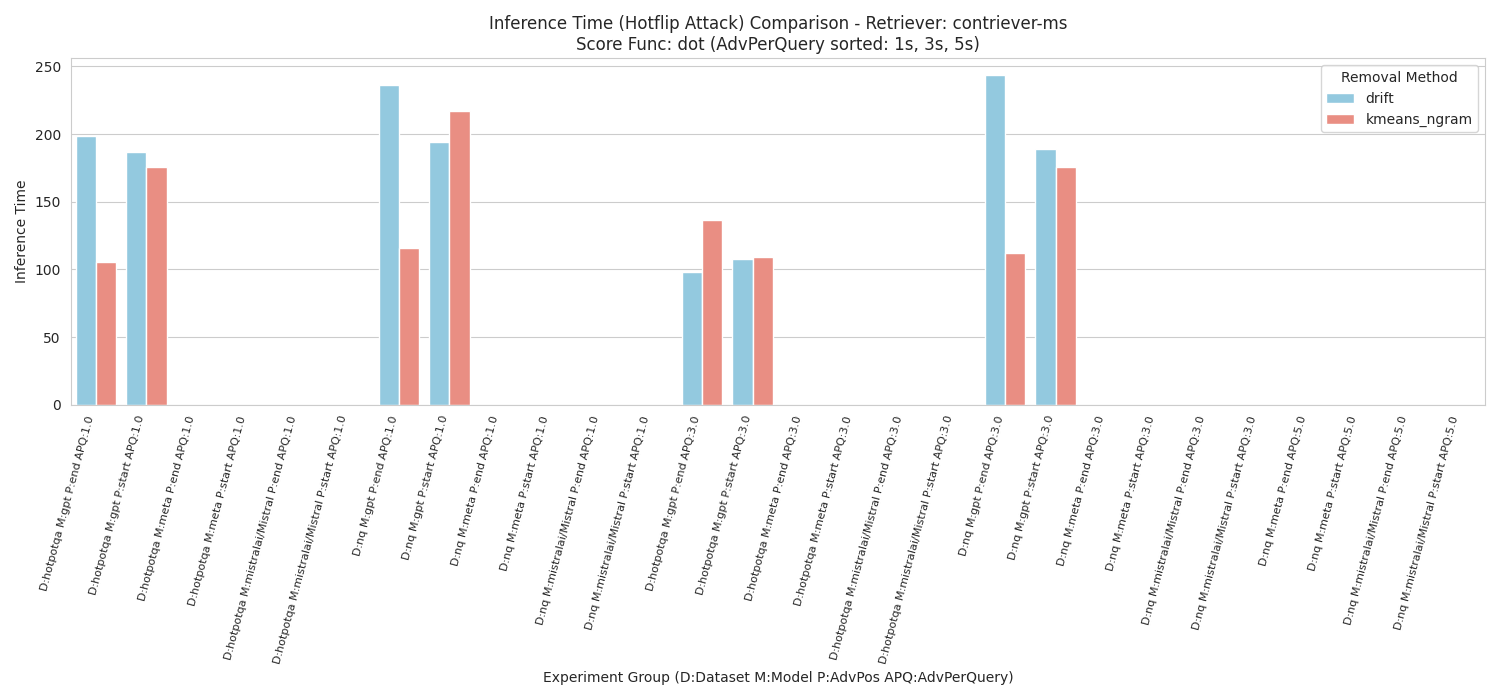 Inference Time (Hotflip Attack) Comparison - Retriever: contriever-ms
Score Func: dot (AdvPerQuery sorted: 1s, 3s, 5s)
Removal Method
drift
kmeans_ngram
Inference Time
250
200
150
100
50
0
D:hotpotqa M:gpt P:end APQ:1.0
D:hotpotqa M:gpt P:start APQ:1.0
D:hotpotqa M:meta P:end APQ:1.0
D:hotpotqa M:meta P:start APQ:1.0
D:hotpotqa M:mistralai/Mistral P:end APQ:1.0
D:hotpotqa M:mistralai/Mistral P:start APQ:1.0
D:nq M:gpt P:end APQ:1.0
D:nq M:gpt P:start APQ:1.0
D:nq M:meta P:end APQ:1.0
D:nq M:meta P:start APQ:1.0
D:nq M:mistralai/Mistral P:end APQ:1.0
D:nq M:mistralai/Mistral P:start APQ:1.0
D:hotpotqa M:gpt P:end APQ:3.0
D:hotpotqa M:gpt P:start APQ:3.0
D:hotpotqa M:meta P:end APQ:3.0
D:hotpotqa M:meta P:start APQ:3.0
D:hotpotqa M:mistralai/Mistral P:end APQ:3.0
D:hotpotqa M:mistralai/Mistral P:start APQ:3.0
D:nq M:gpt P:end APQ:3.0
D:nq M:gpt P:start APQ:3.0
D:nq M:meta P:end APQ:3.0
D:nq M:meta P:start APQ:3.0
D:nq M:mistralai/Mistral P:end APQ:3.0
D:nq M:mistralai/Mistral P:start APQ:3.0
D:nq M:meta P:end APQ:5.0
D:nq M:meta P:start APQ:5.0
D:nq M:mistralai/Mistral P:end APQ:5.0
D:nq M:mistralai/Mistral P:start APQ:5.0
Experiment Group (D:Dataset M:Model P:AdvPos APQ:AdvPerQuery)